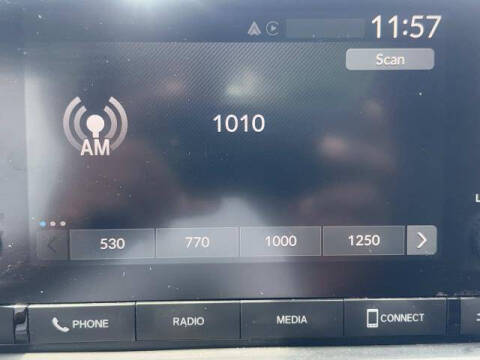 11:57
Scan
1010
AM
530 770 1000 1250
PHONE RADIO MEDIA CONNECT